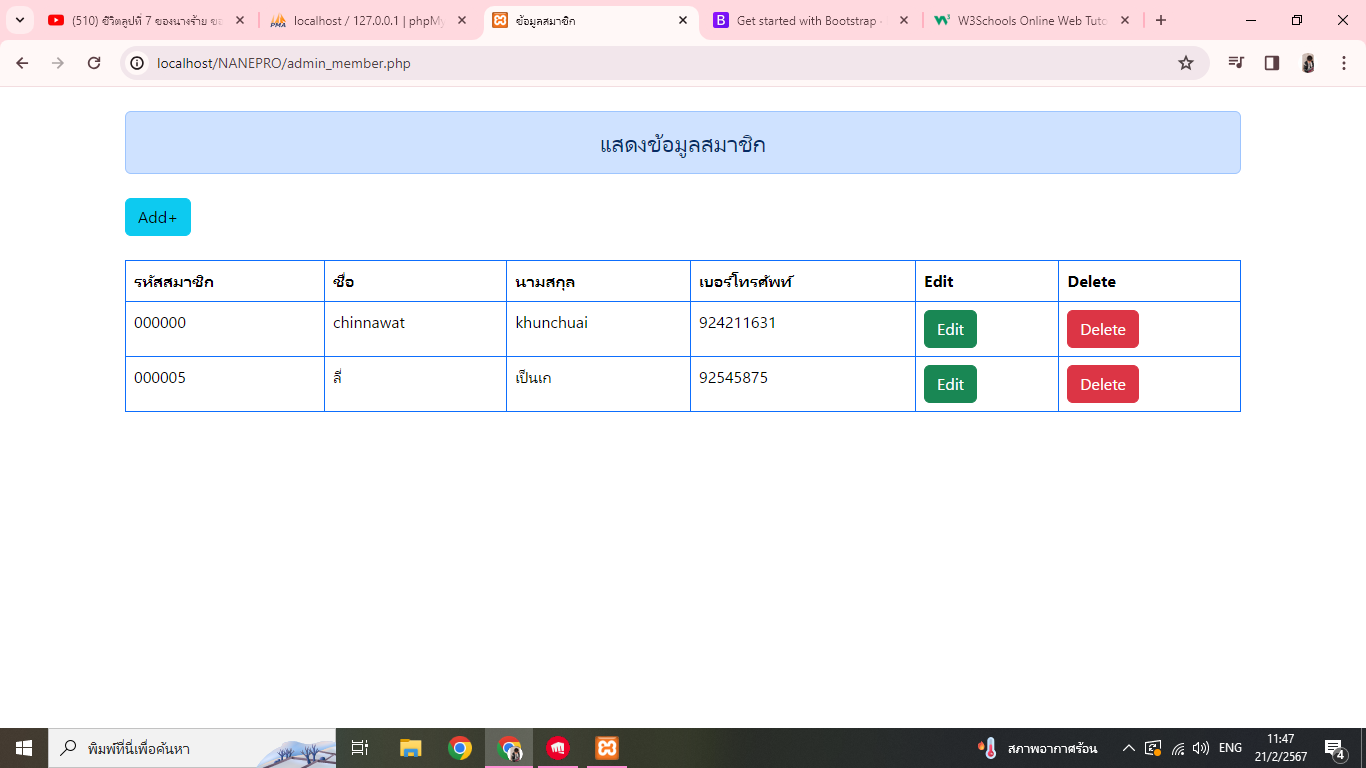 (510) ชีวิตลูปที่ 7 ของนางร้าย ขอ
localhost / 127.0.0.1 | phpMy
ข้อมูลสมาชิก
Get started with Bootstrap ·
W3Schools Online Web Tuto
localhost/NANEPRO/admin_member.php
แสดงข้อมูลสมาชิก
Add+
รหัสสมาชิก ชื่อ นามสกุล เบอร์โทรศัพท์ Edit Delete
000000 chinnawat khunchuai 924211631 Edit Delete
000005 ลี่ เป็นเก 92545875 Edit Delete
พิมพ์ที่นี่เพื่อค้นหา
สภาพอากาศร้อน
ENG
11:47
21/2/2567
4